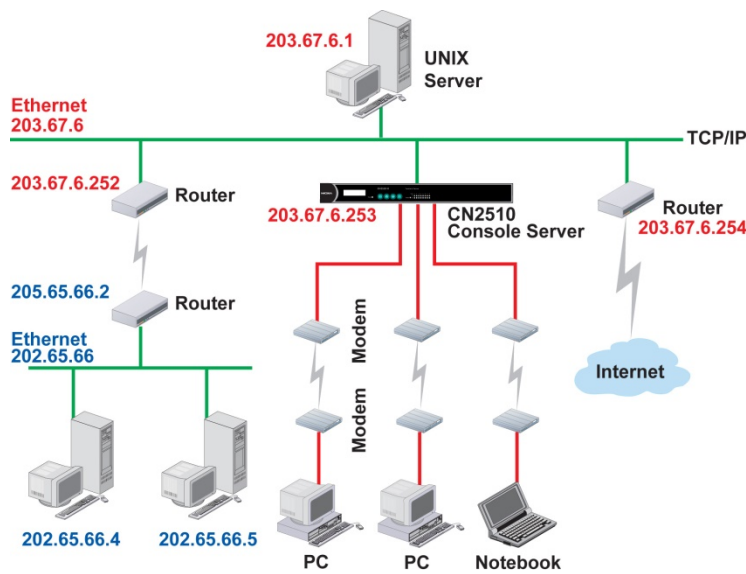 203.67.6.1
UNIX
Server
Ethernet
203.67.6
TCP/IP
203.67.6.252
Router
203.67.6.253
CN2510
Console Server
Router
203.67.6.254
205.65.66.2
Router
Modem
Ethernet
202.65.66
Internet
Modem
202.65.66.4
202.65.66.5
PC
PC
Notebook